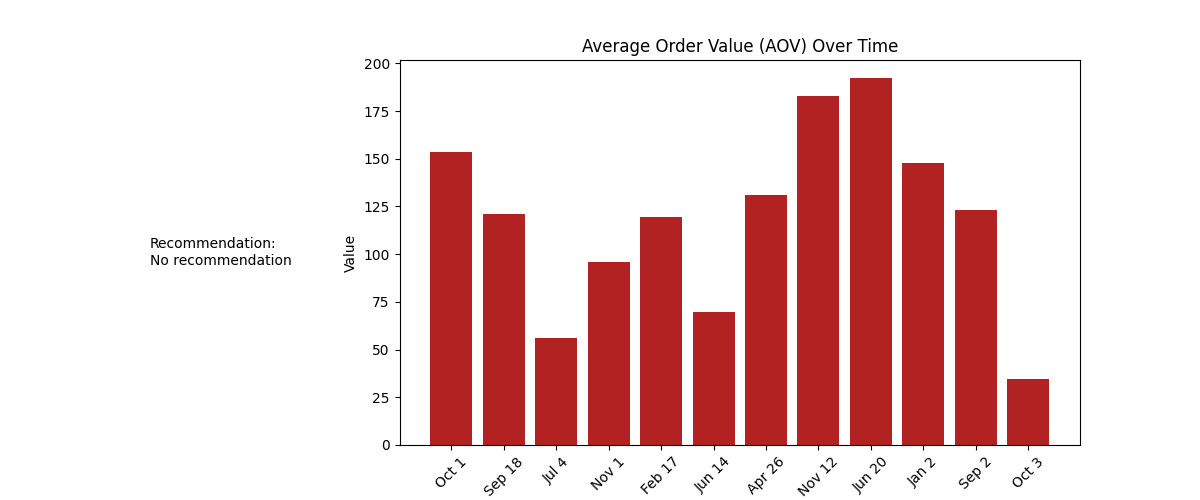 Average Order Value (AOV) Over Time
Recommendation:
No recommendation
Value
200
175
150
125
100
75
50
25
0
Oct 1
Sep 18
Jul 4
Nov 1
Feb 17
Jun 14
Apr 26
Nov 12
Jun 20
Jan 2
Sep 2
Oct 3